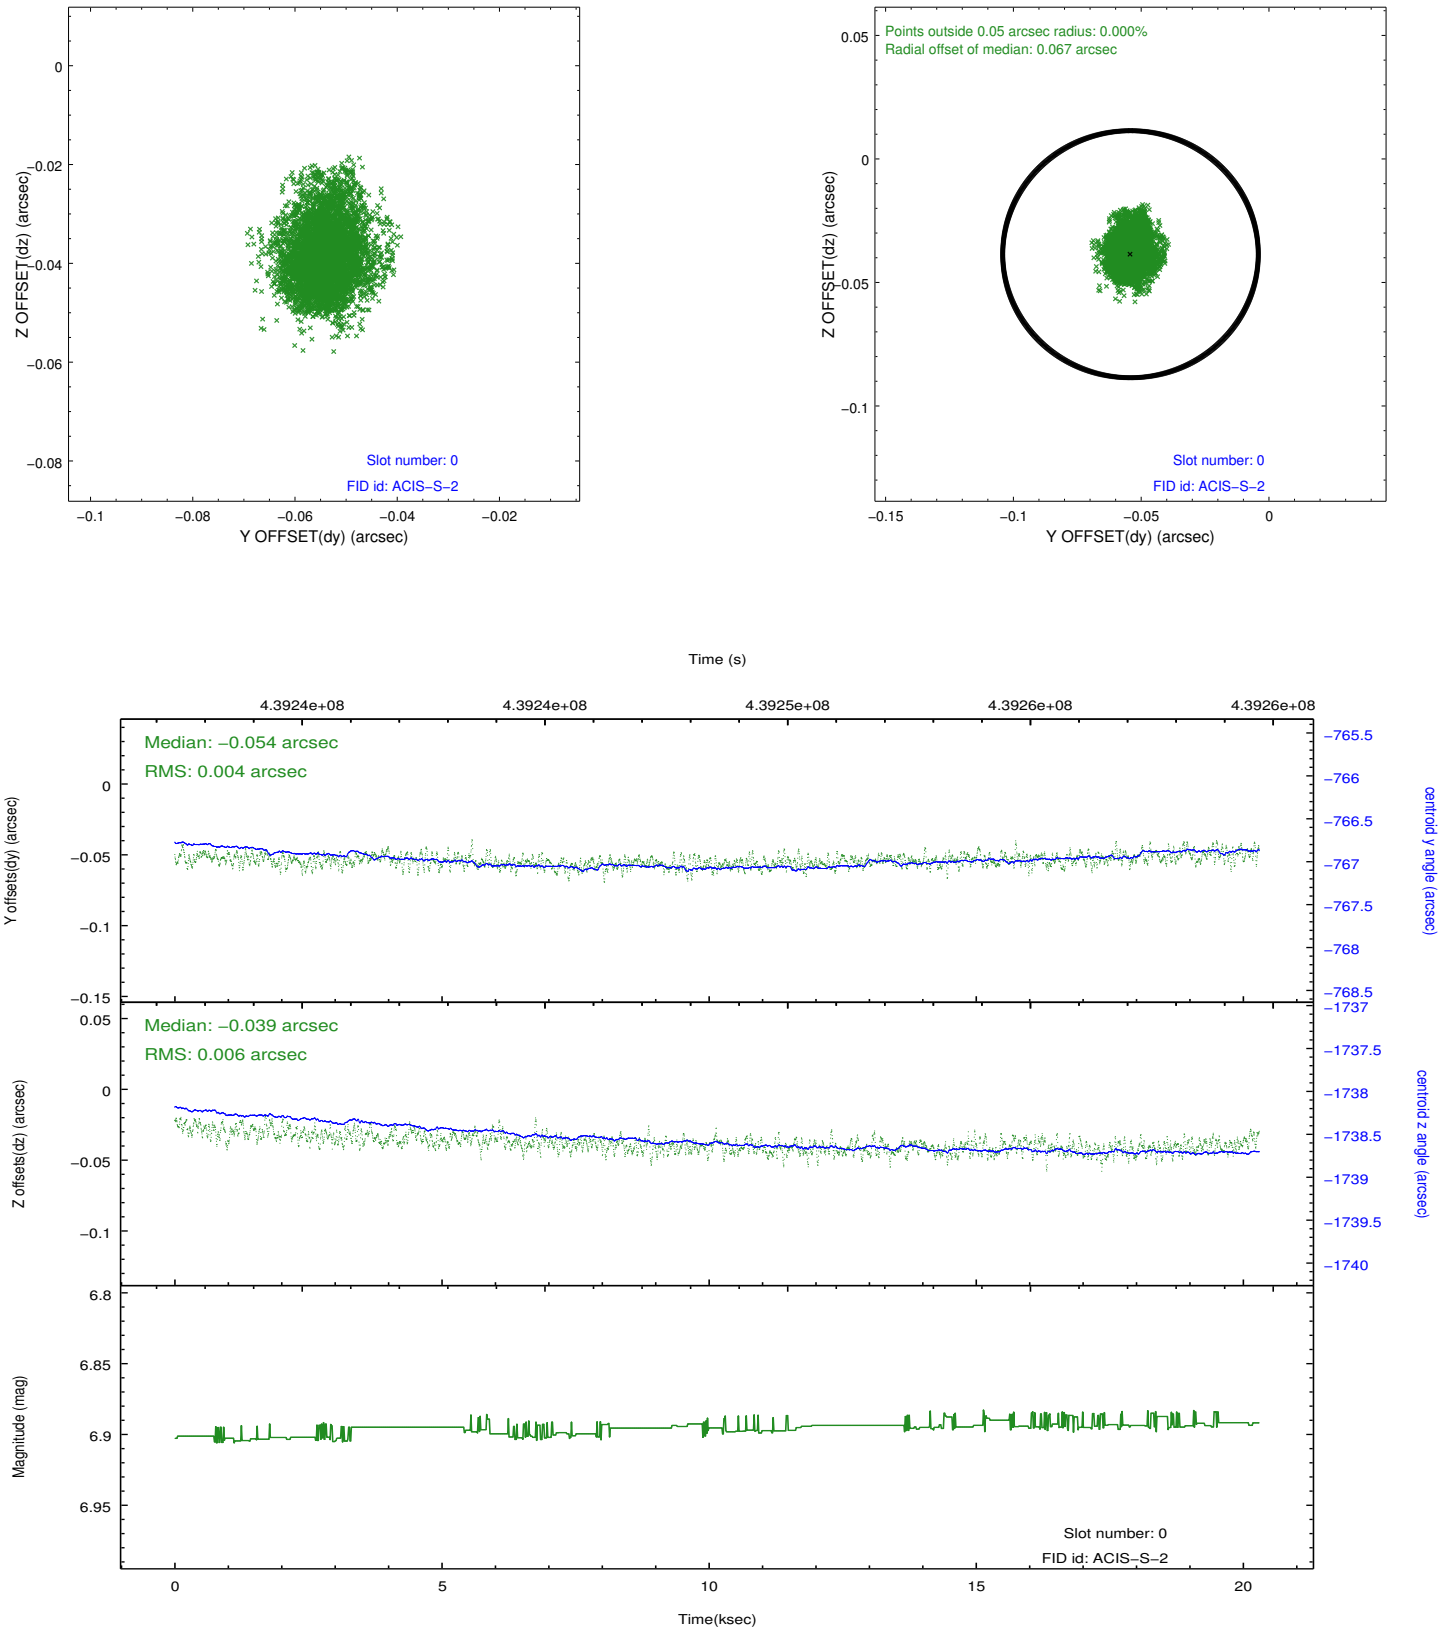 0
−0.02
−0.04
−0.06
−0.08
Z OFFSET(dz) (arcsec)
Slot number: 0
FID id: ACIS−S−2
−0.1
−0.08
−0.06
−0.04
−0.02
Y OFFSET(dy) (arcsec)
Points outside 0.05 arcsec radius: 0.000%
Radial offset of median: 0.067 arcsec
0.05
0
−0.05
−0.1
Z OFFSET(dz) (arcsec)
Slot number: 0
FID id: ACIS−S−2
−0.15
−0.1
−0.05
0
Y OFFSET(dy) (arcsec)
Time (s)
4.3924e+08
4.3924e+08
4.3925e+08
4.3926e+08
4.3926e+08
Median: −0.054 arcsec
RMS: 0.004 arcsec
0
−0.05
−0.1
−0.15
Y offsets(dy) (arcsec)
−765.5
−766
−766.5
−767
−767.5
−768
−768.5
centroid y angle (arcsec)
Median: −0.039 arcsec
RMS: 0.006 arcsec
0.05
0
−0.05
−0.1
Z offsets(dz) (arcsec)
−1737
−1737.5
−1738
−1738.5
−1739
−1739.5
−1740
centroid z angle (arcsec)
6.8
6.85
6.9
6.95
Magnitude (mag)
Slot number: 0
FID id: ACIS−S−2
0
5
10
15
20
Time(ksec)